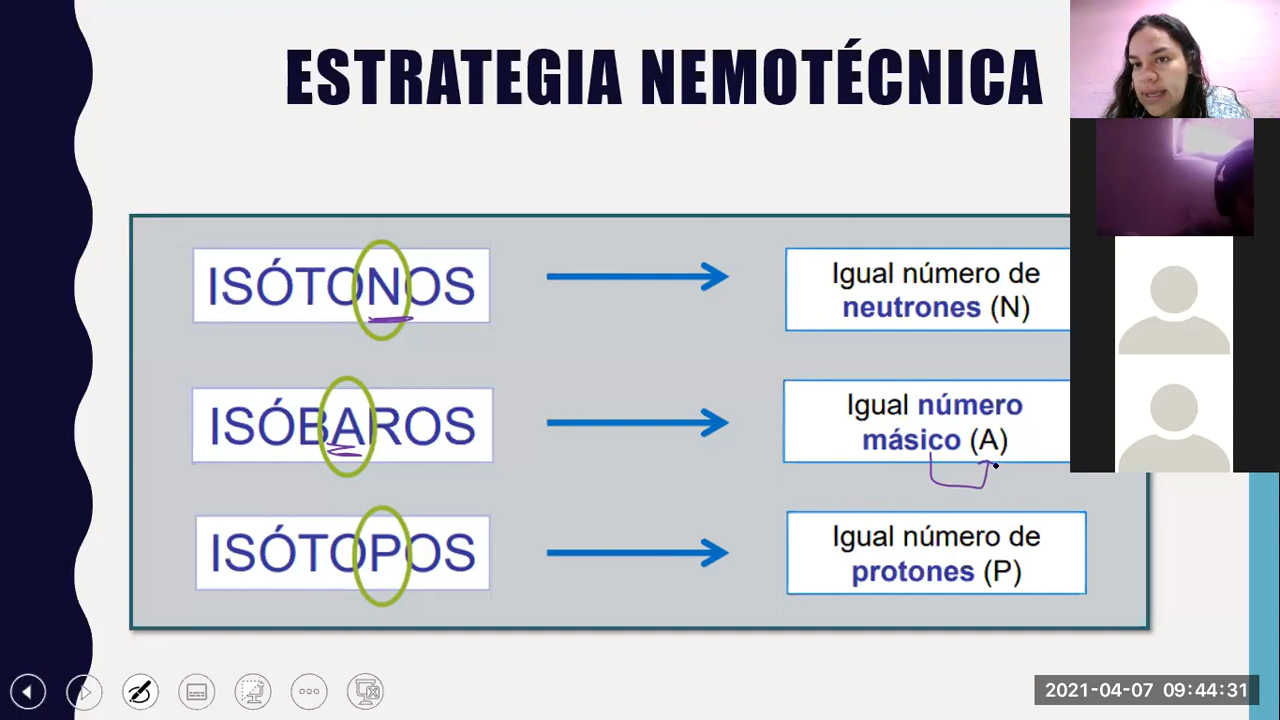 ESTRATEGIA NEMOTÉCNICA
ISÓTONOS
Igual número de
neutrones (N)
ISÓBAROS
Igual número
másico (A)
ISÓTOPOS
Igual número de
protones (P)
2021-04-07 09:44:31